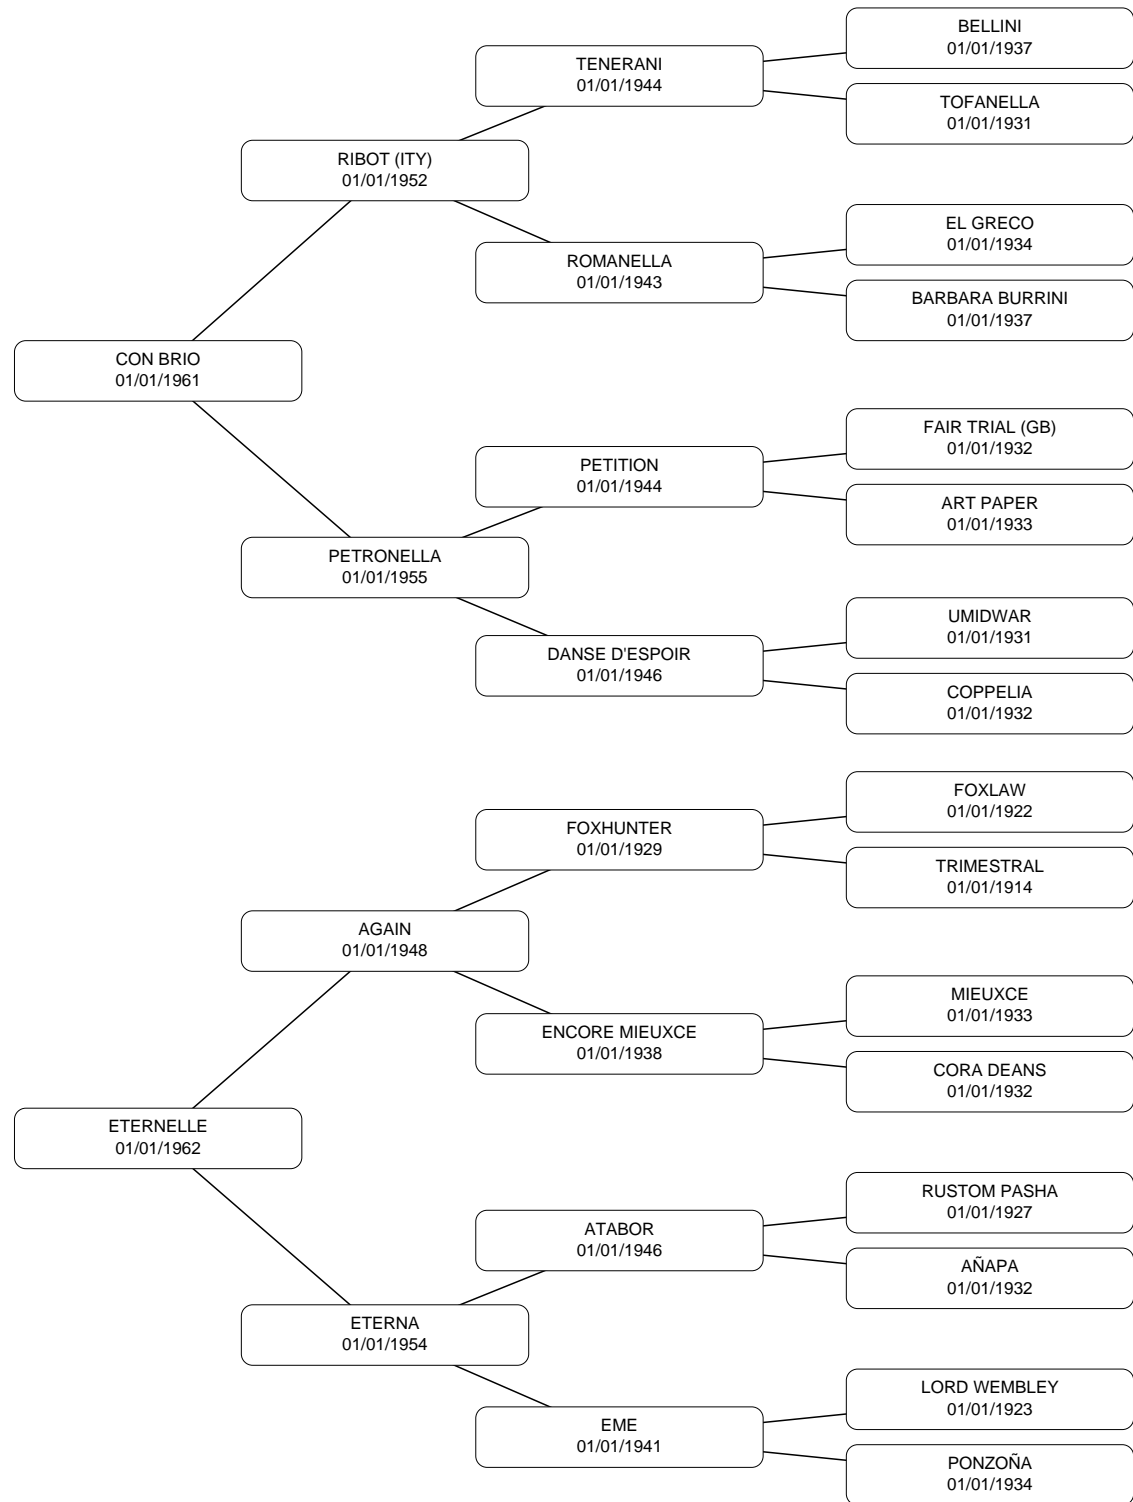 BELLINI
01/01/1937
TENERANI
01/01/1944
TOFANELLA
01/01/1931
RIBOT (ITY)
01/01/1952
EL GRECO
01/01/1934
ROMANELLA
01/01/1943
BARBARA BURRINI
01/01/1937
CON BRIO
01/01/1961
FAIR TRIAL (GB)
01/01/1932
PETITION
01/01/1944
ART PAPER
01/01/1933
PETRONELLA
01/01/1955
UMIDWAR
01/01/1931
DANSE D'ESPOIR
01/01/1946
COPPELIA
01/01/1932
FOXLAW
01/01/1922
FOXHUNTER
01/01/1929
TRIMESTRAL
01/01/1914
AGAIN
01/01/1948
MIEUXCE
01/01/1933
ENCORE MIEUXCE
01/01/1938
CORA DEANS
01/01/1932
ETERNELLE
01/01/1962
RUSTOM PASHA
01/01/1927
ATABOR
01/01/1946
AÑAPA
01/01/1932
ETERNA
01/01/1954
LORD WEMBLEY
01/01/1923
EME
01/01/1941
PONZOÑA
01/01/1934